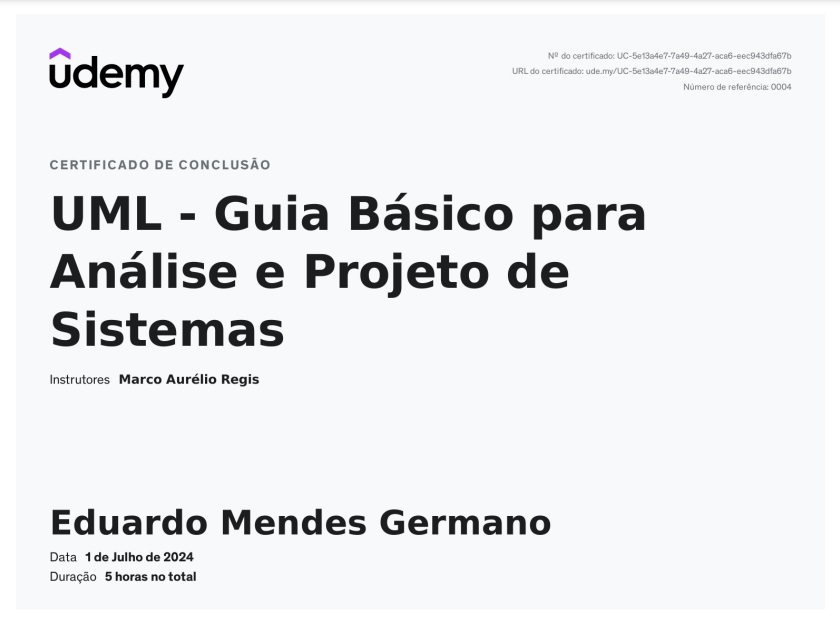 udemy
Nº do certificado: UC-5e13a4e7-7a49-4a27-aca6-eec943dfa67b
URL do certificado: ude.my/UC-5e13a4e7-7a49-4a27-aca6-eec943dfa67b
Número de referência: 0004
CERTIFICADO DE CONCLUSÃO
UML - Guia Básico para
Análise e Projeto de
Sistemas
Instrutores Marco Aurélio Regis
Eduardo Mendes Germano
Data 1 de Julho de 2024
Duração 5 horas no total